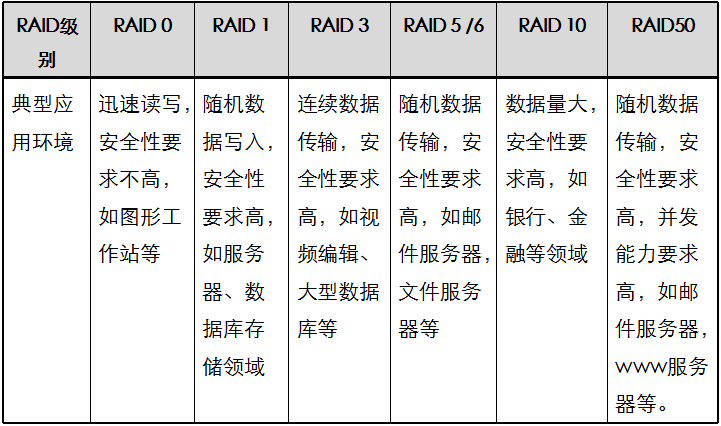 RAID级别
RAID 0
RAID 1
RAID 3
RAID 5 /6
RAID 10
RAID50
典型应
用环境
迅速读写，
安全性要
求不高，
如图形工
作站等
随机数
据写入，
安全性
要求高，
如服务
器、数
据库存
储领域
连续数据
传输，安
全性要求
高，如视
频编辑、
大型数据
库等
随机数据
传输，安
全性要求
高，如邮
件服务器，
文件服务
器等
数据量大，
安全性要
求高，如
银行、金
融等领域
随机数据
传输，安
全性要求
高，并发
能力要求
高，如邮
件服务器，
www服务
器等。